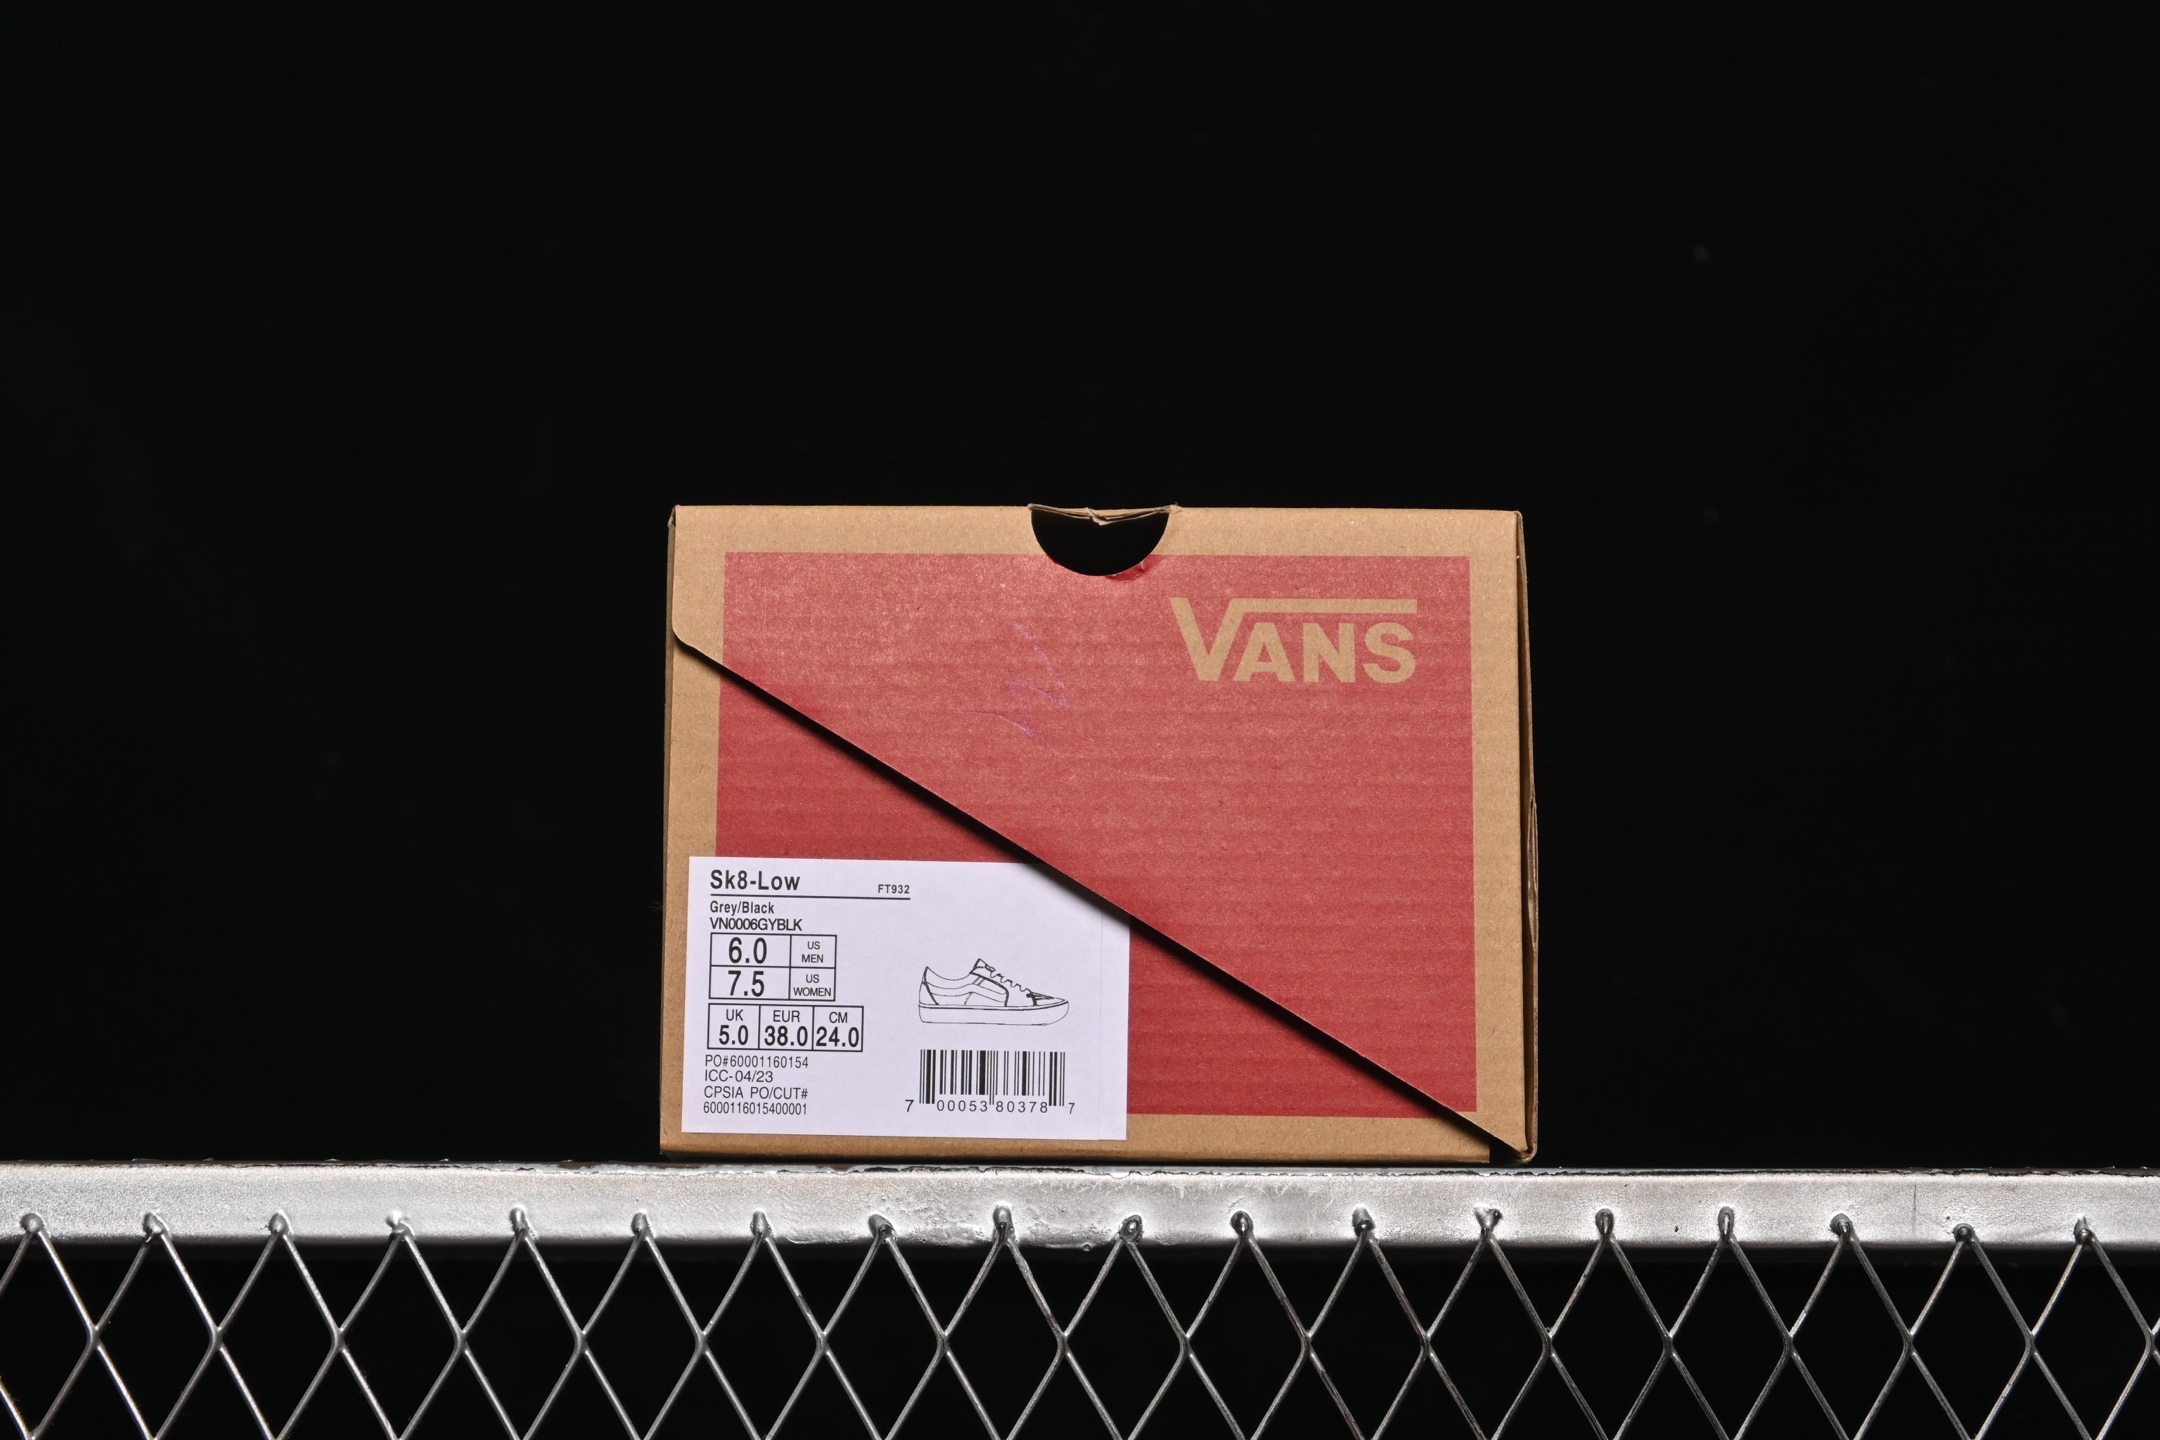 VANS
Sk8-Low FT932
Grey/Black
VN0006GYBLK
6.0 US MEN
7.5 US WOMEN
UK EUR CM
5.0 38.0 24.0
PO#60001160154
ICC-04/23
CPSIA PO/CUT#
6000116015400001
7 00053 80378 7